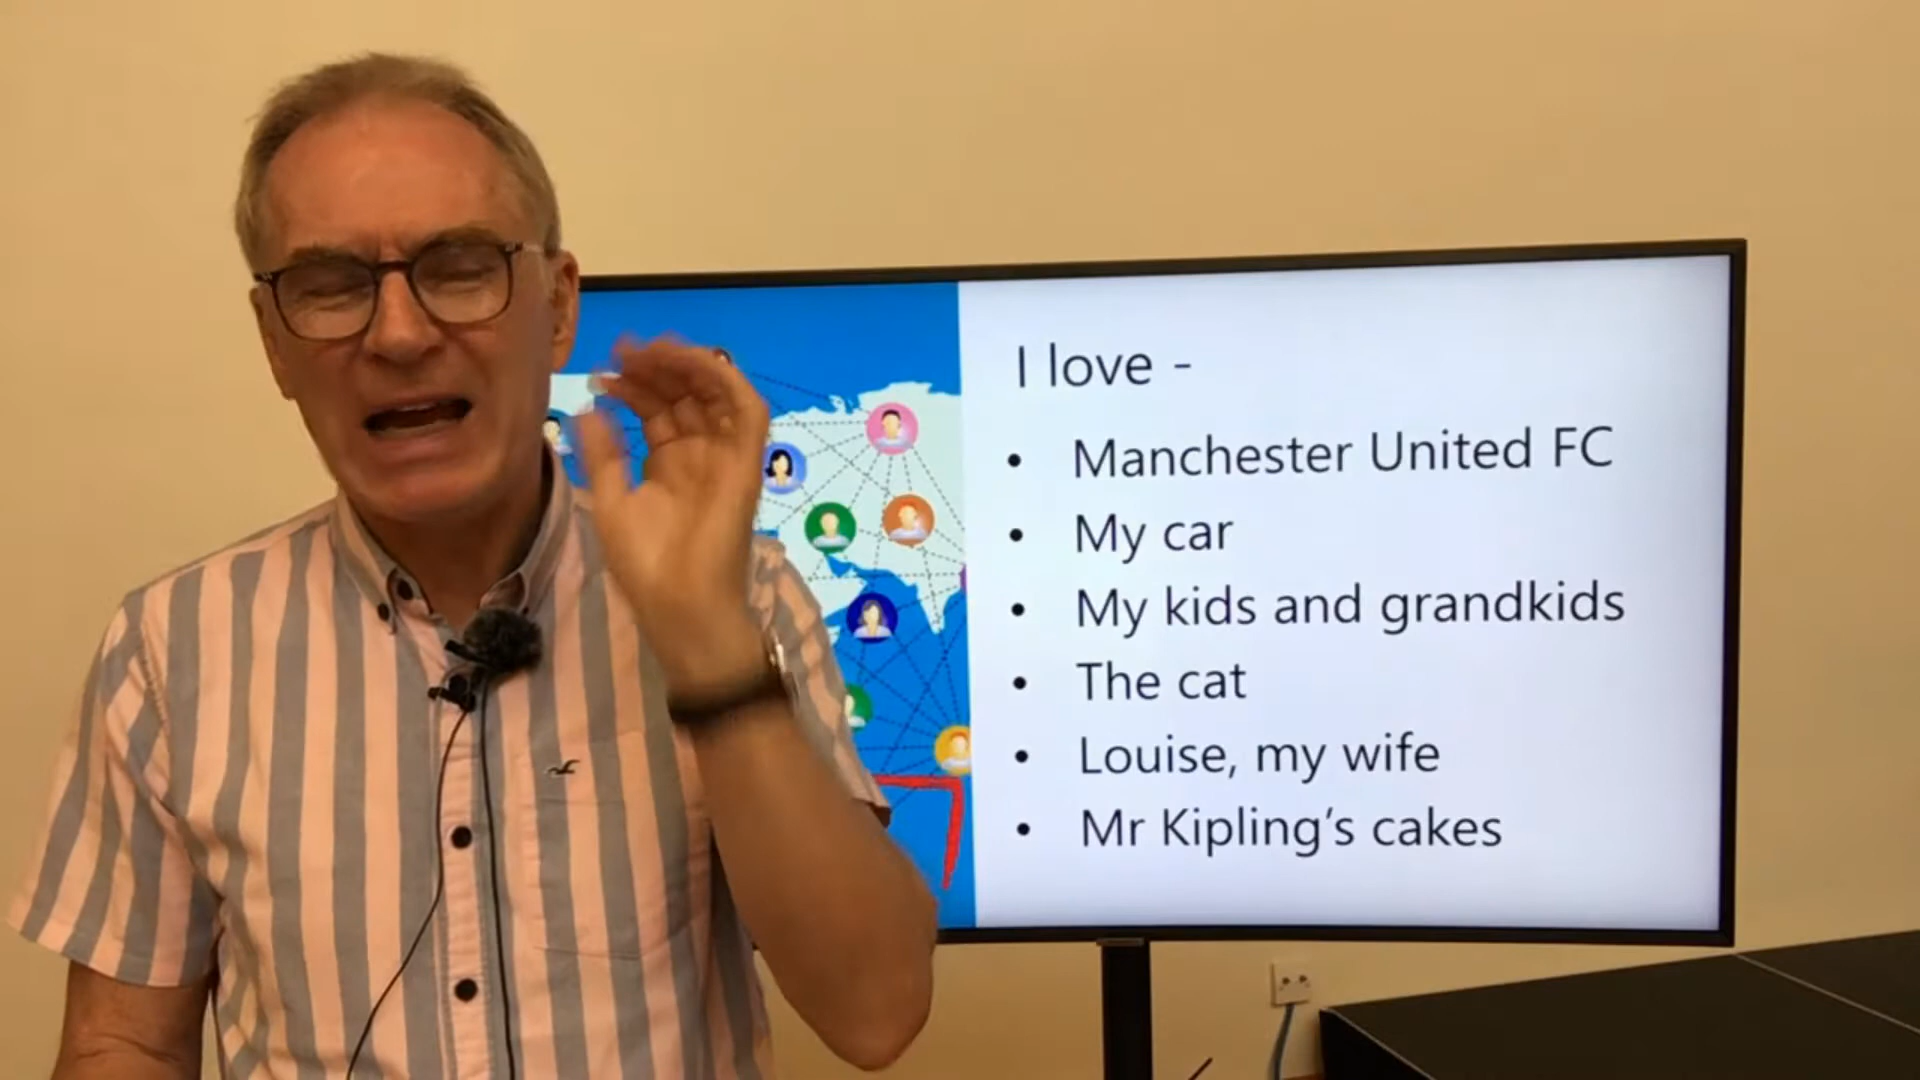 I love -
• Manchester United FC
• My car
• My kids and grandkids
• The cat
• Louise, my wife
• Mr Kipling's cakes